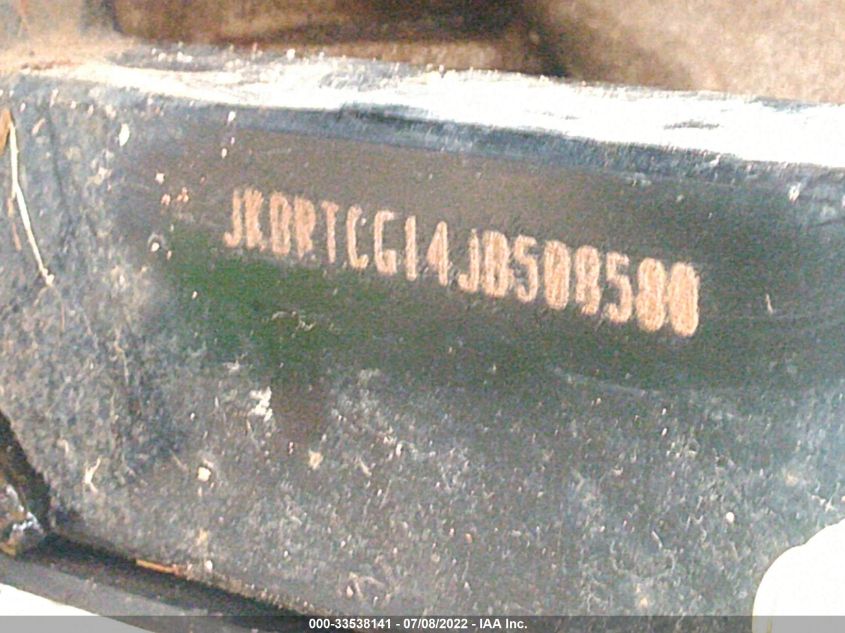 JKBRTCG14JB508580
000-33538141 - 07/08/2022 - IAA Inc.